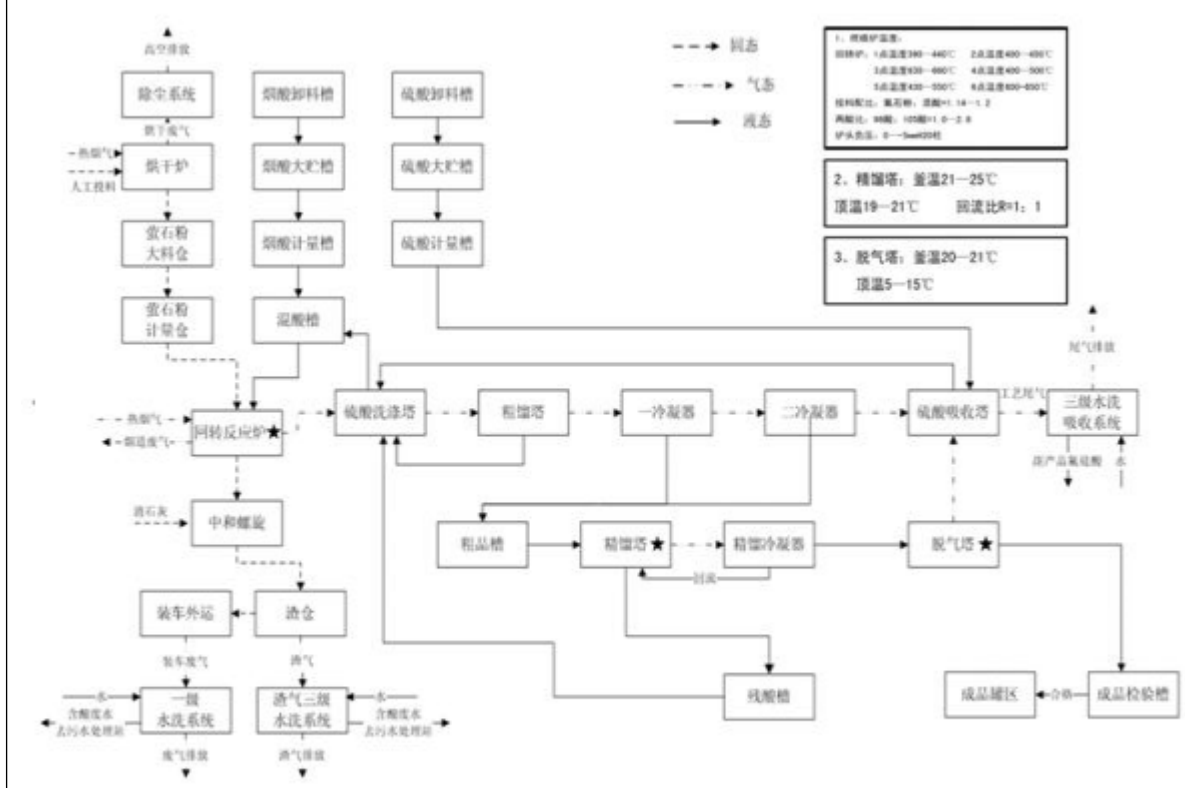 高空排放
除尘系统
烟酸卸料槽
硫酸卸料槽
烘干废气
热烟气
人工投料
烘干炉
烟酸大贮槽
硫酸大贮槽
萤石粉
大料仓
烟酸计量槽
硫酸计量槽
萤石粉
计量仓
混酸槽
固态
气态
液态
2、精馏塔：釜温21—25℃
顶温19—21℃ 回流比R=1：1
3、脱气塔：釜温20—21℃
顶温5—15℃
尾气排放
热烟气
烟道废气
回转反应炉★
硫酸洗涤塔
粗馏塔
一冷凝器
二冷凝器
硫酸吸收塔
工艺尾气
三级水洗
吸收系统
水
消石灰
中和螺旋
粗品槽
精馏塔★
精馏冷凝器
脱气塔★
回流
装车外运
渣仓
装车废气
渣气
水
一级
水洗系统
含酸废水
去污水处理站
渣气三级
水洗系统
水
含酸废水
去污水处理站
废气排放
渣气排放
残酸槽
成品罐区
合格
成品检验槽